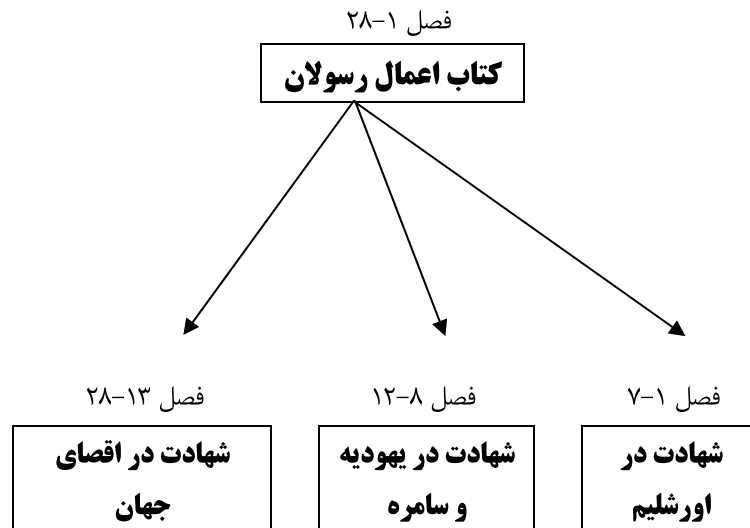 فصل ۱-۲۸
کتاب اعمال رسولان
فصل ۱-۷
شهادت در
اورشلیم
فصل ۸-۱۲
شهادت در یهودیه
و سامره
فصل ۱۳-۲۸
شهادت در اقصای
جهان